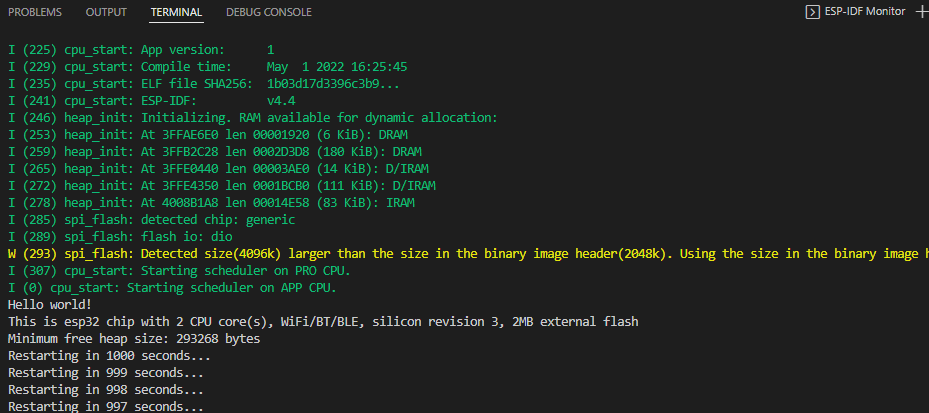 PROBLEMS OUTPUT TERMINAL DEBUG CONSOLE ESP-IDF Monitor
I (225) cpu_start: App version:      1
I (229) cpu_start: Compile time:     May  1 2022 16:25:45
I (235) cpu_start: ELF file SHA256:  1b03d17d3396c3b9...
I (241) cpu_start: ESP-IDF:          v4.4
I (246) heap_init: Initializing. RAM available for dynamic allocation:
I (253) heap_init: At 3FFAE6E0 len 00001920 (6 KiB): DRAM
I (259) heap_init: At 3FFB2C28 len 0002D3D8 (180 KiB): DRAM
I (265) heap_init: At 3FFE0440 len 00003AE0 (14 KiB): D/IRAM
I (272) heap_init: At 3FFE4350 len 0001BCB0 (111 KiB): D/IRAM
I (278) heap_init: At 4008B1A8 len 00014E58 (83 KiB): IRAM
I (285) spi_flash: detected chip: generic
I (289) spi_flash: flash io: dio
W (293) spi_flash: Detected size(4096k) larger than the size in the binary image header(2048k). Using the size in the binary image h
I (307) cpu_start: Starting scheduler on PRO CPU.
I (0) cpu_start: Starting scheduler on APP CPU.
Hello world!
This is esp32 chip with 2 CPU core(s), WiFi/BT/BLE, silicon revision 3, 2MB external flash
Minimum free heap size: 293268 bytes
Restarting in 1000 seconds...
Restarting in 999 seconds...
Restarting in 998 seconds...
Restarting in 997 seconds...